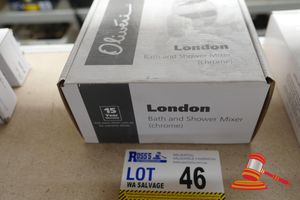 Oliveri
London
Bath and Shower Mixer
(chrome)
15
Year
London
Bath and Shower Mixer
(chrome)
ROSS'S
LOT
46
WA SALVAGE